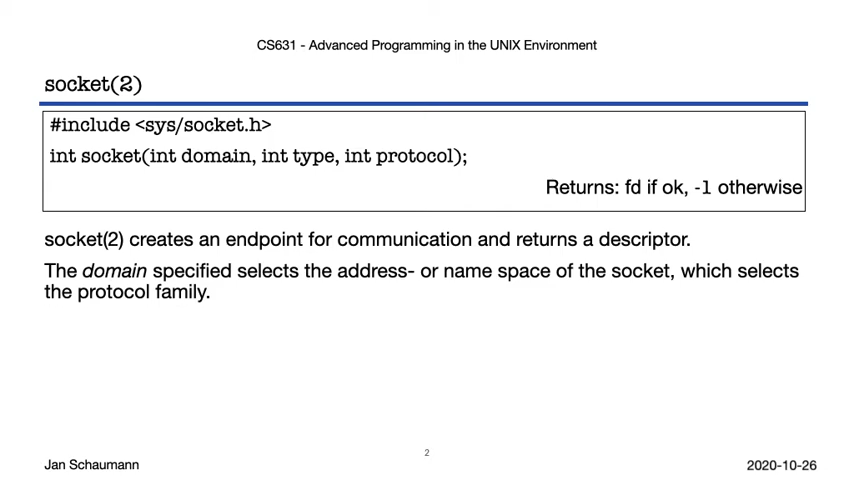 CS631 - Advanced Programming in the UNIX Environment
socket(2)
#include <sys/socket.h>
int socket(int domain, int type, int protocol);
Returns: fd if ok, -1 otherwise
socket(2) creates an endpoint for communication and returns a descriptor.
The domain specified selects the address- or name space of the socket, which selects
the protocol family.
2
Jan Schaumann
2020-10-26